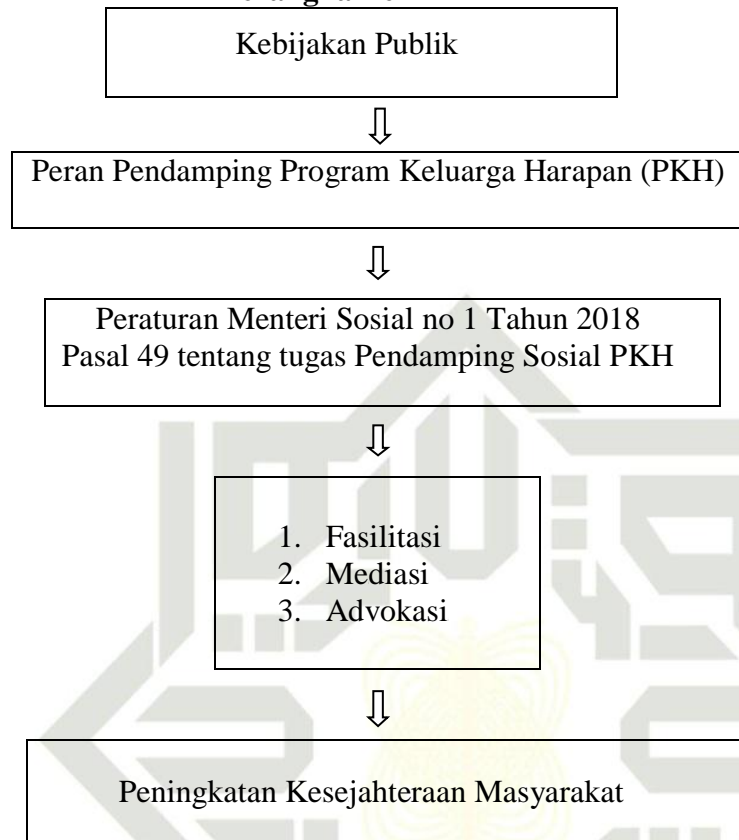 Kebijakan Publik
Peran Pendamping Program Keluarga Harapan (PKH)
Peraturan Menteri Sosial no 1 Tahun 2018
Pasal 49 tentang tugas Pendamping Sosial PKH
1. Fasilitasi
2. Mediasi
3. Advokasi
Peningkatan Kesejahteraan Masyarakat